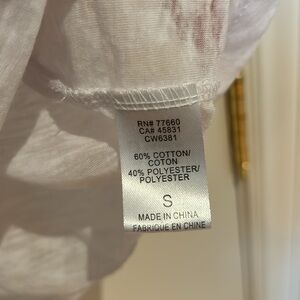 RN# 77660
CA# 45831
CW6381
60% COTTON/
COTON
40% POLYESTER/
POLYESTER
S
MADE IN CHINA
FABRIQUE EN CHINE